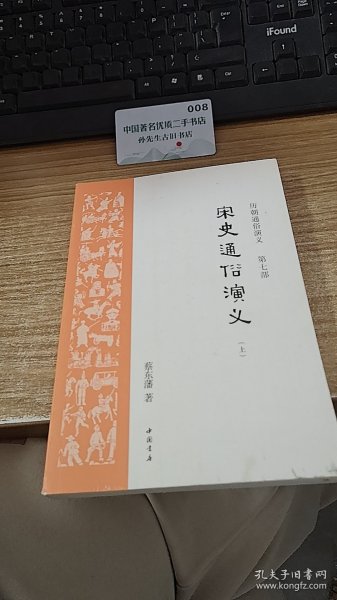 iFound
008
中国著名优质二手书店
孙先生古旧书店
历朝通俗演义 第七部
宋史通俗演义
(上)
蔡东藩 著
中国书店
孔夫子旧书网
www.kongfz.com